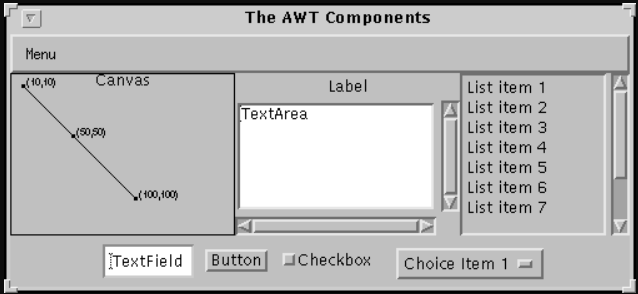 The AWT Components
Menu
Canvas
(10,10)
(50,50)
(100,100)
Label
TextArea
List item 1
List item 2
List item 3
List item 4
List item 5
List item 6
List item 7
TextField
Button
Checkbox
Choice Item 1